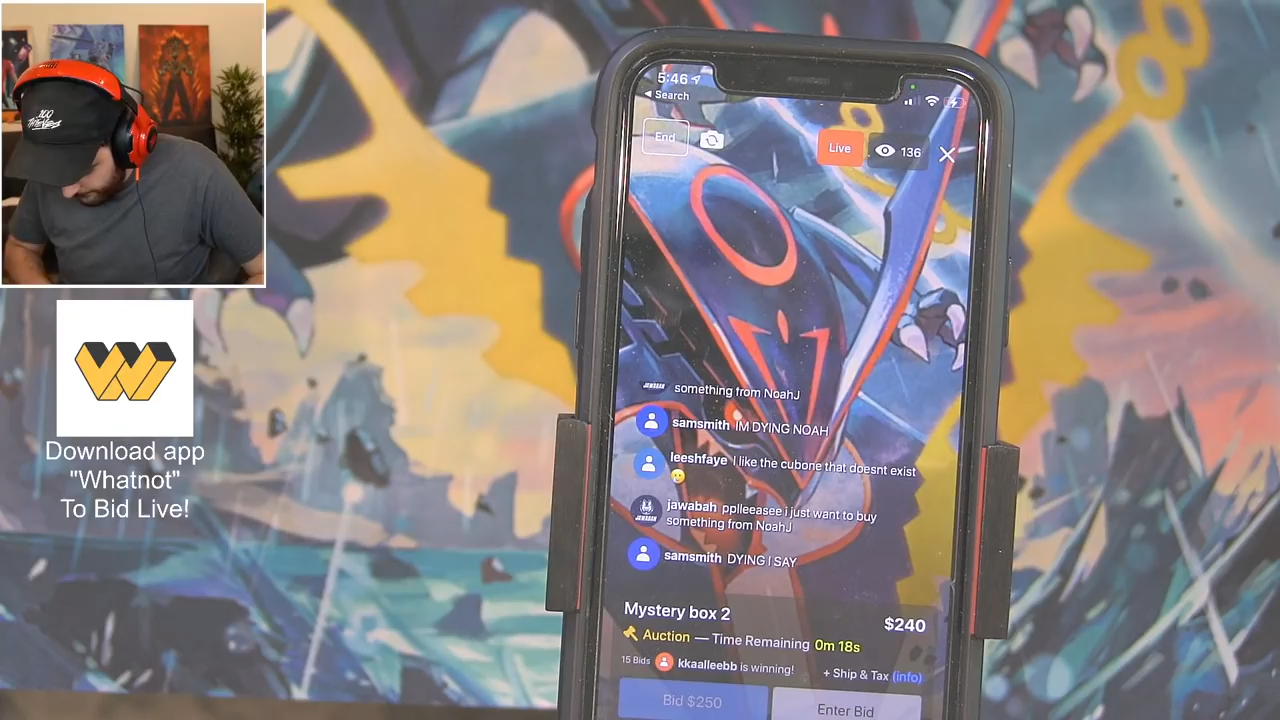 Download app
"Whatnot"
To Bid Live!
5:46
Search
End
Live
136
something from NoahJ
samsmith IM DYING NOAH
leeshfaye I like the cubone that doesnt exist
jawabah pplleeasee i just want to buy
something from NoahJ
samsmith DYING I SAY
Mystery box 2
$240
Auction — Time Remaining 0m 18s
15 Bids kkaalleebb is winning!
+ Ship & Tax (info)
Bid $250
Enter Bid